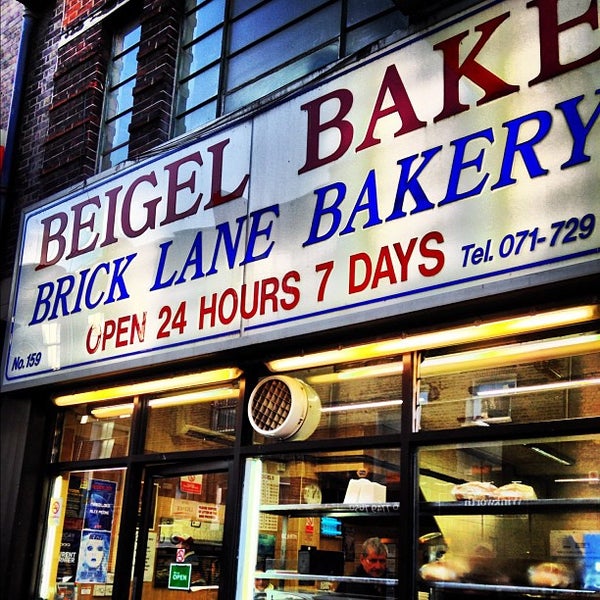 BEIGEL BAKE
BRICK LANE BAKERY
OPEN 24 HOURS 7 DAYS
Tel. 071-729
No.159
OPEN